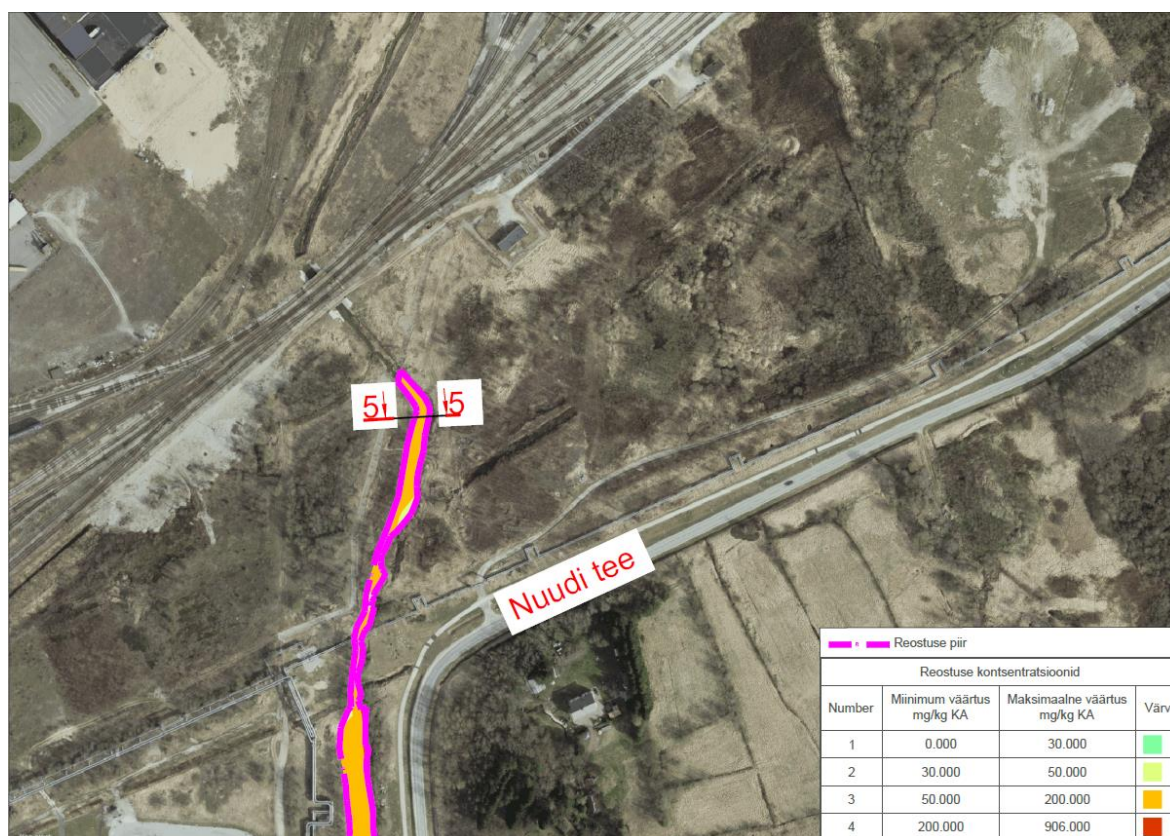 5
5
Nuudi tee
Reostuse piir
Reostuse kontsentratsioonid
Number Miinimum väärtus mg/kg KA Maksimaalne väärtus mg/kg KA Värv
1 0.000 30.000
2 30.000 50.000
3 50.000 200.000
4 200.000 906.000